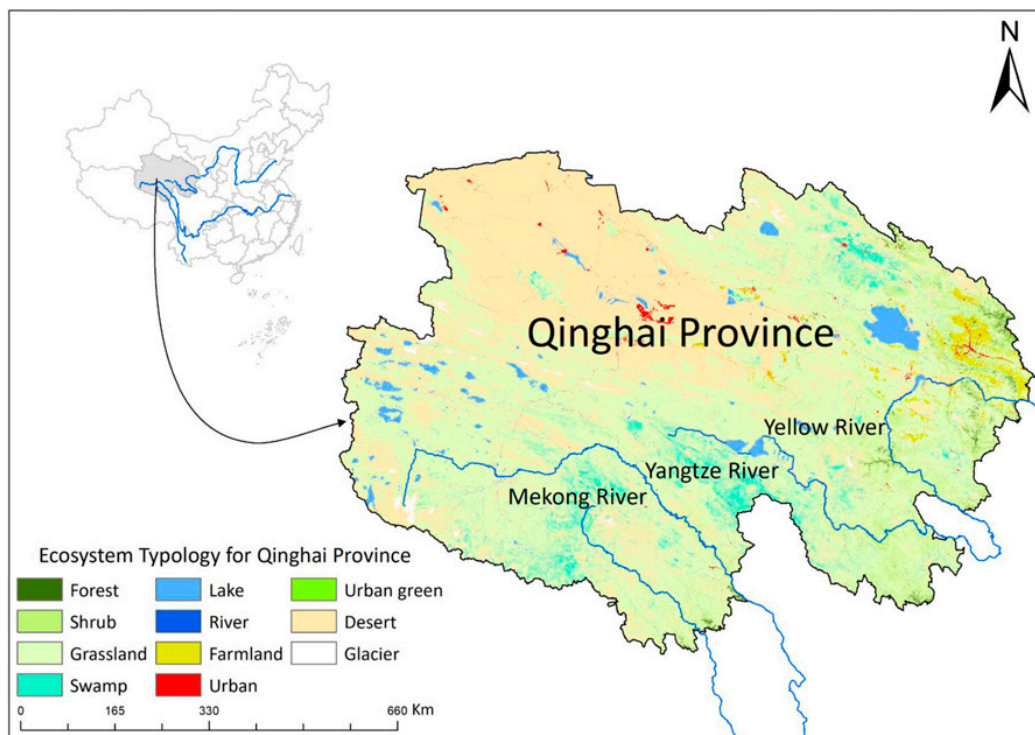 N
Qinghai Province
Yellow River
Yangtze River
Mekong River
Ecosystem Typology for Qinghai Province
Forest
Lake
Urban green
Shrub
River
Desert
Grassland
Farmland
Glacier
Swamp
Urban
0 165 330 660 Km